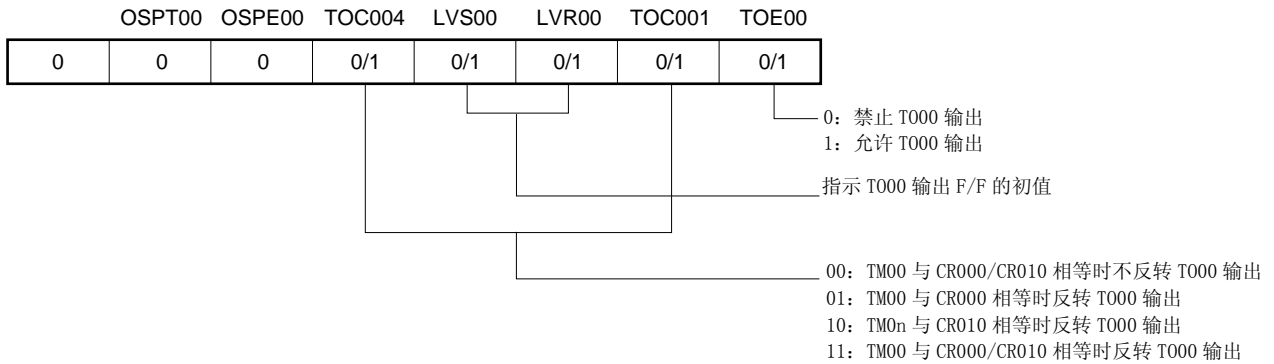 OSPT00 OSPE00 TOC004 LVS00 LVR00 TOC001 TOE00
0 0 0 0/1 0/1 0/1 0/1 0/1
0: 禁止 TO00 输出
1: 允许 TO00 输出
指示 TO00 输出 F/F 的初值
00: TM00 与 CR000/CR010 相等时不反转 TO00 输出
01: TM00 与 CR000 相等时反转 TO00 输出
10: TM0n 与 CR010 相等时反转 TO00 输出
11: TM00 与 CR000/CR010 相等时反转 TO00 输出